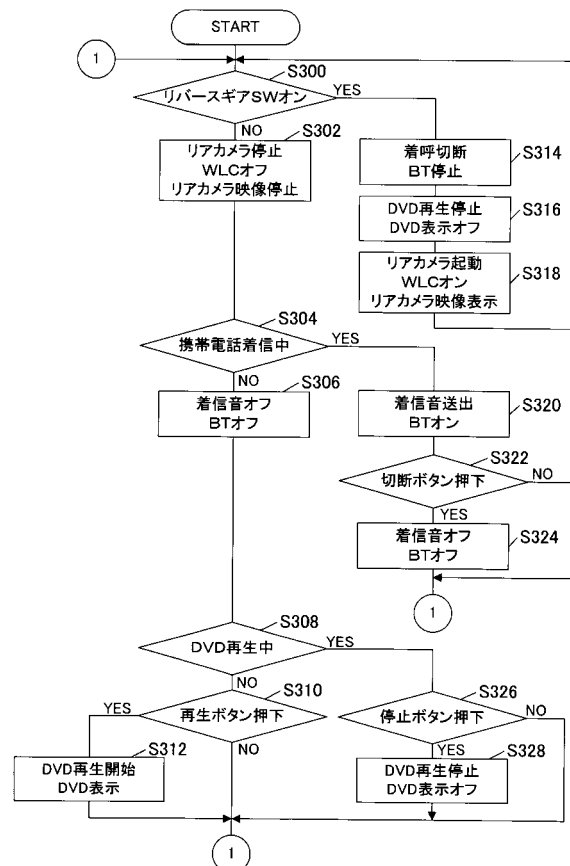 START
1
S300
リバースギアSWオン
YES
NO
S302
リアカメラ停止
WLCオフ
リアカメラ映像停止
S314
着呼切断
BT停止
S316
DVD再生停止
DVD表示オフ
S318
リアカメラ起動
WLCオン
リアカメラ映像表示
S304
携帯電話着信中
YES
NO
S306
着信音オフ
BTオフ
S320
着信音送出
BTオン
S322
切断ボタン押下
NO
YES
S324
着信音オフ
BTオフ
1
S308
DVD再生中
YES
NO
S310
再生ボタン押下
YES
NO
S312
DVD再生開始
DVD表示
S326
停止ボタン押下
NO
YES
S328
DVD再生停止
DVD表示オフ
1